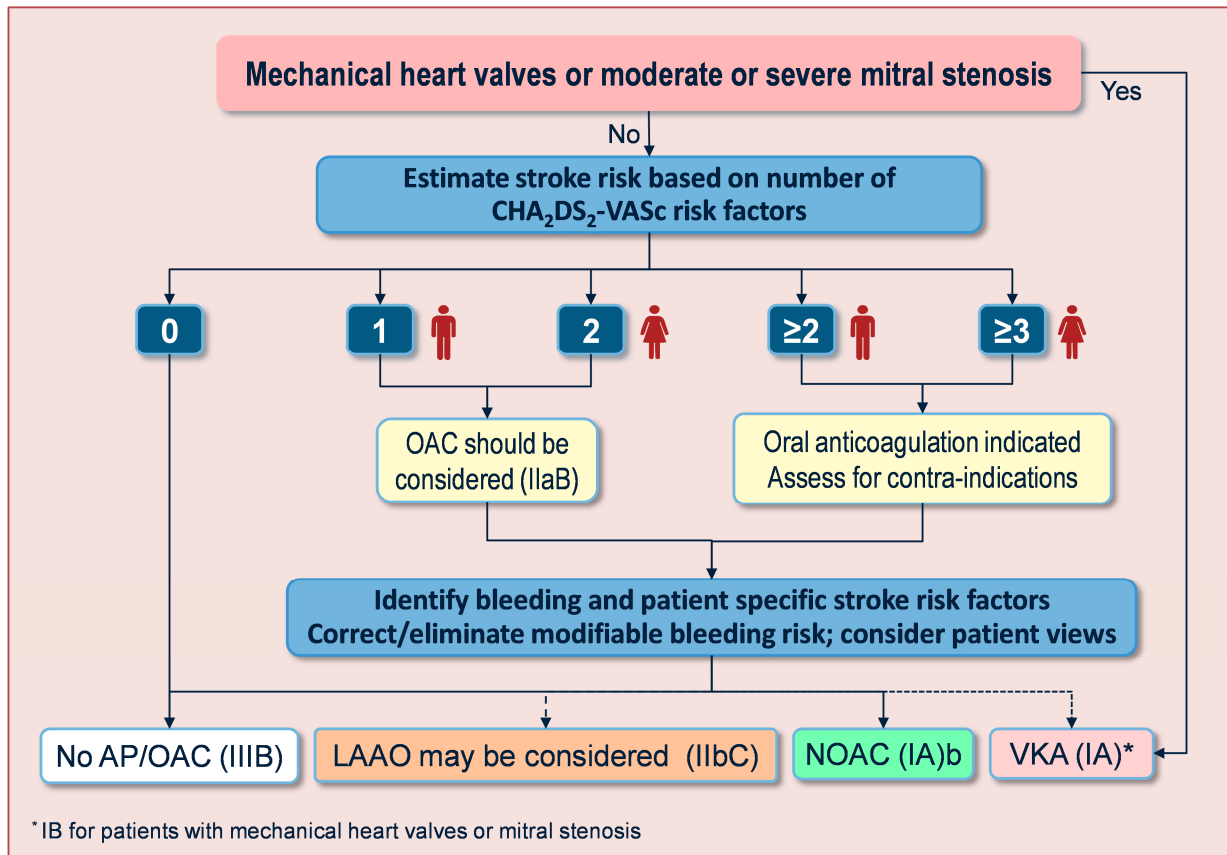 Mechanical heart valves or moderate or severe mitral stenosis
Yes
No
Estimate stroke risk based on number of
CHA₂DS₂-VASc risk factors
0
1
2
≥2
≥3
OAC should be
considered (IIaB)
Oral anticoagulation indicated
Assess for contra-indications
Identify bleeding and patient specific stroke risk factors
Correct/eliminate modifiable bleeding risk; consider patient views
No AP/OAC (IIIB)
LAAO may be considered (IIbC)
NOAC (IA)b
VKA (IA)*
* IB for patients with mechanical heart valves or mitral stenosis